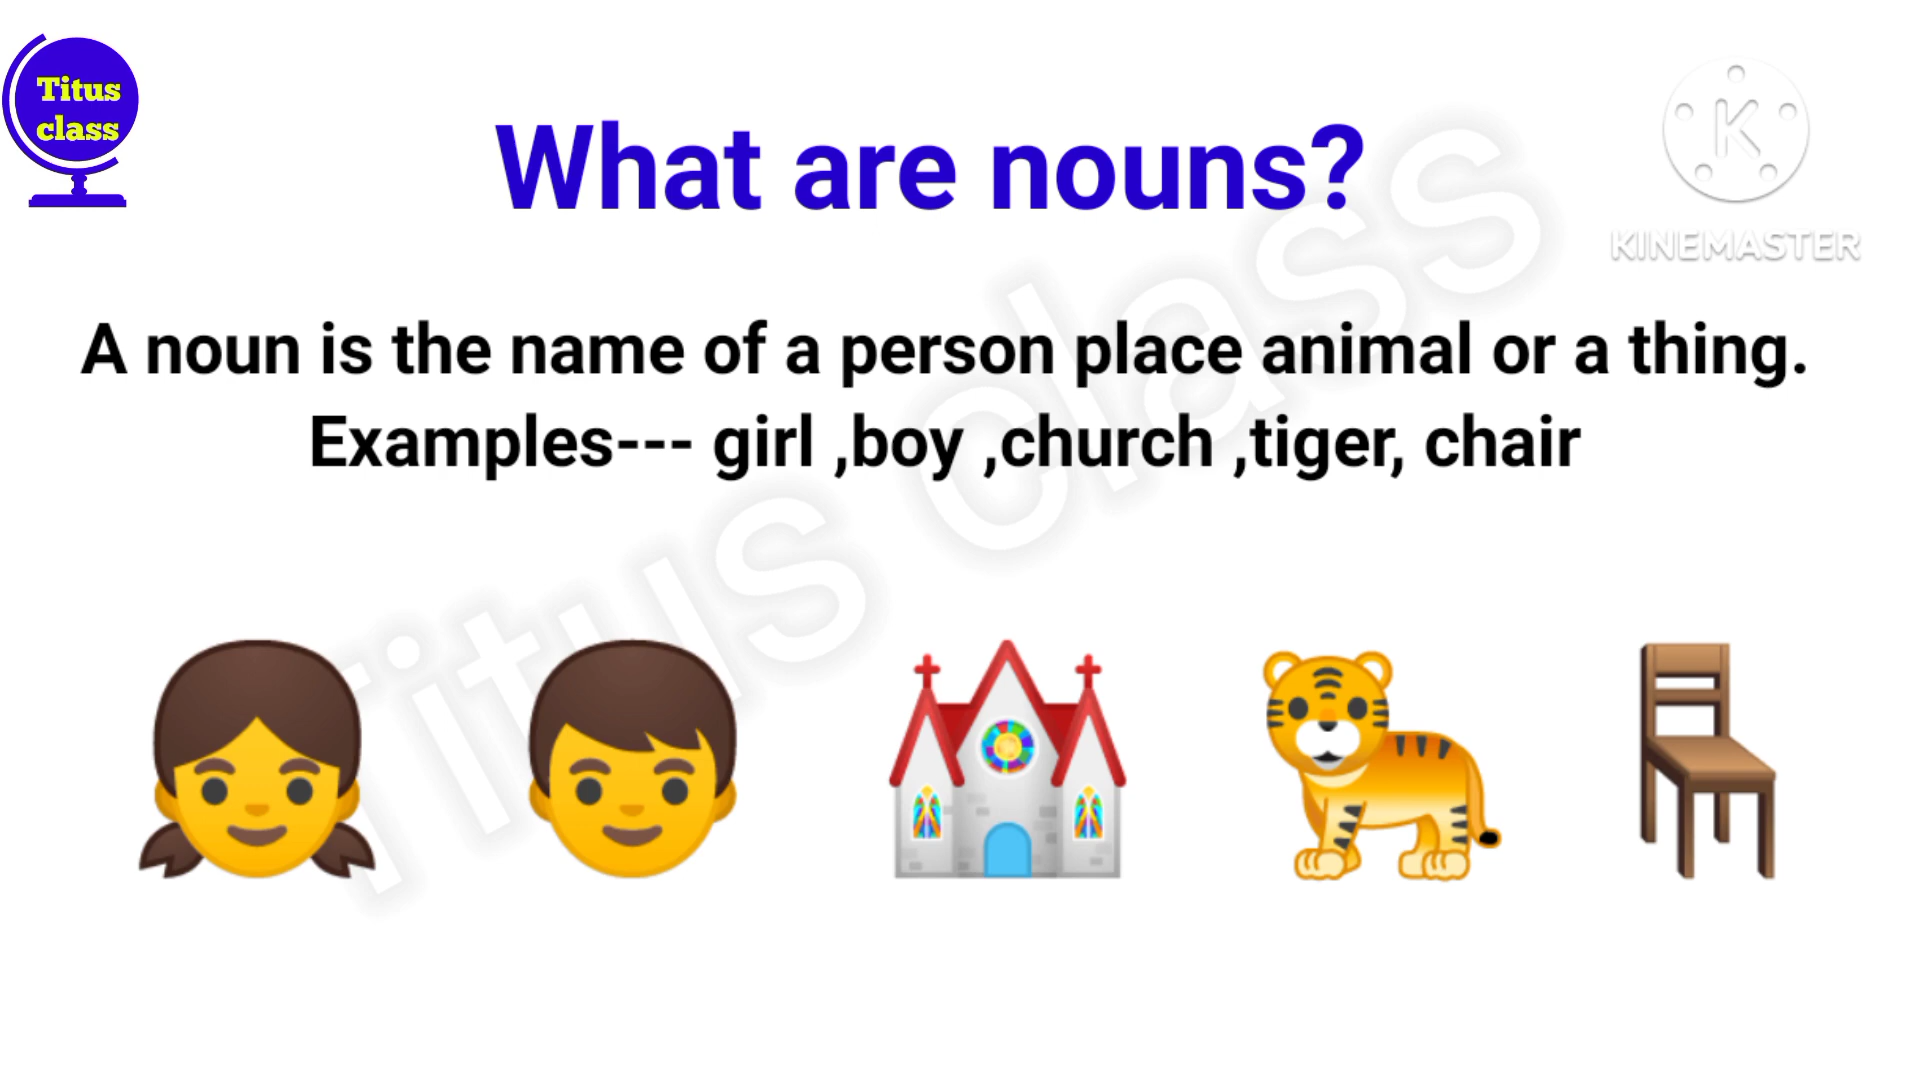 Titus
class
What are nouns?
K
KINEMASTER
A noun is the name of a person place animal or a thing.
Examples--- girl ,boy ,church ,tiger, chair
Titus class